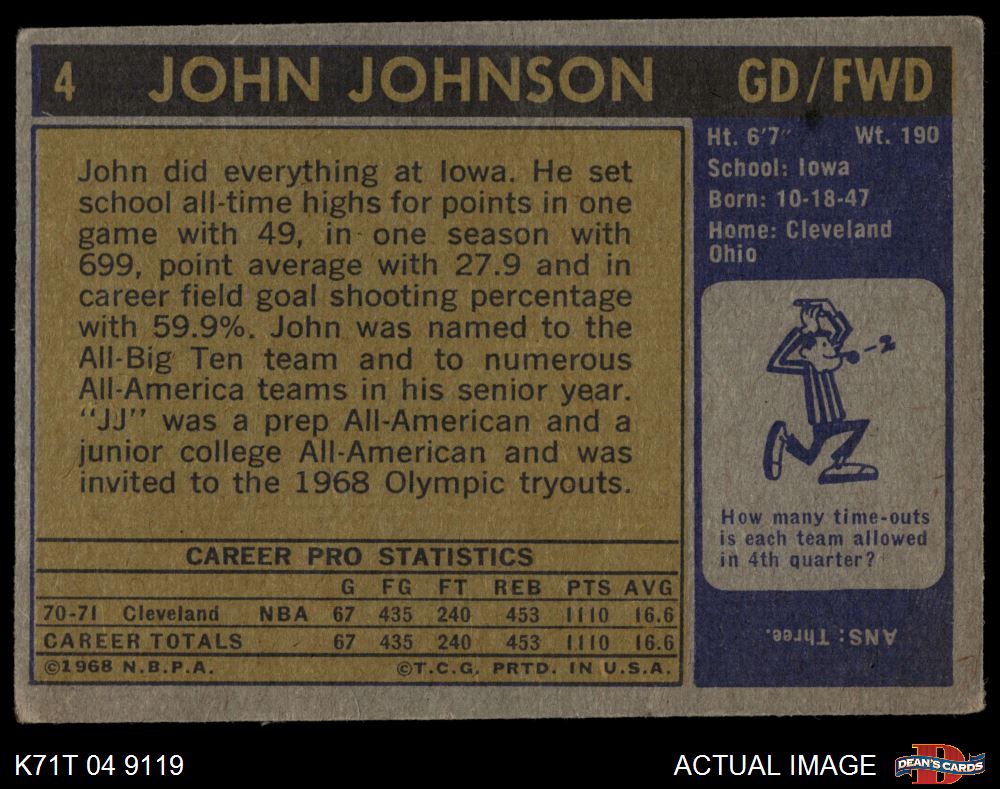 4 JOHN JOHNSON GD/FWD
John did everything at Iowa. He set
school all-time highs for points in one
game with 49, in one season with
699, point average with 27.9 and in
career field goal shooting percentage
with 59.9%. John was named to the
All-Big Ten team and to numerous
All-America teams in his senior year.
"JJ" was a prep All-American and a
junior college All-American and was
invited to the 1968 Olympic tryouts.
CAREER PRO STATISTICS
G FG FT REB PTS AVG
70-71 Cleveland NBA 67 435 240 453 1110 16.6
CAREER TOTALS 67 435 240 453 1110 16.6
©1968 N.B.P.A. ©T.C.G. PRTD. IN U.S.A.
Ht. 6'7" Wt. 190
School: Iowa
Born: 10-18-47
Home: Cleveland
Ohio
How many time-outs
is each team allowed
in 4th quarter?
ANS: Three.
K71T 04 9119 ACTUAL IMAGE
D
DEAN'S CARDS